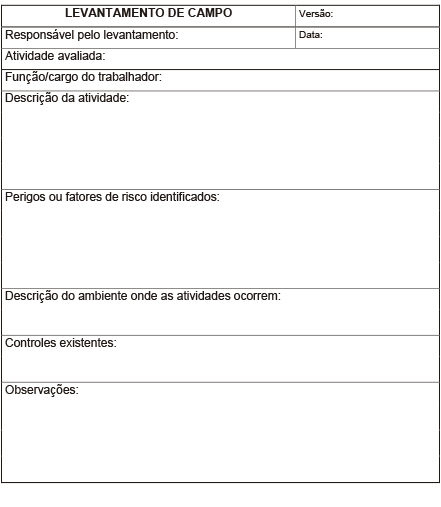 LEVANTAMENTO DE CAMPO
Versão:
Responsável pelo levantamento:
Data:
Atividade avaliada:
Função/cargo do trabalhador:
Descrição da atividade:
Perigos ou fatores de risco identificados:
Descrição do ambiente onde as atividades ocorrem:
Controles existentes:
Observações: